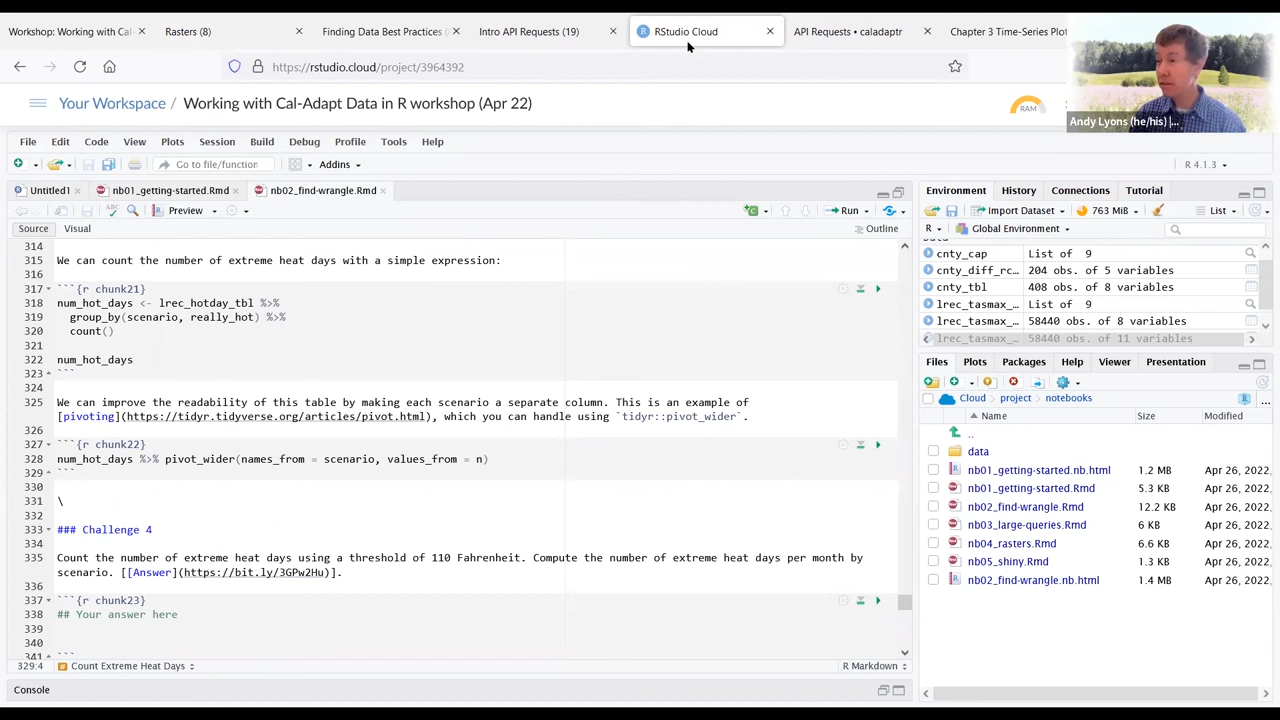 Workshop: Working with Cal- Rasters (3) Finding Data Best Practices ( Intro API Requests (19) RStudio Cloud API Requests • caladaptr Chapter 3 Time-Series Plot
https://rstudio.cloud/project/3964392
Your Workspace / Working with Cal-Adapt Data in R workshop (Apr 22)
RAM
Andy Lyons (he/his) |...
File Edit Code View Plots Session Build Debug Profile Tools Help
Go to file/function Addins
R 4.1.3
Untitled1 nb01_getting-started.Rmd nb02_find-wrangle.Rmd
Preview Run
Source Visual Outline
314
315 We can count the number of extreme heat days with a simple expression:
316
317 ```{r chunk21}
318 num_hot_days <- lrec_hotday_tbl %>%
319 group_by(scenario, really_hot) %>%
320 count()
321
322 num_hot_days
323 ```
324
325 We can improve the readability of this table by making each scenario a separate column. This is an example of
[pivoting](https://tidyr.tidyverse.org/articles/pivot.html), which you can handle using `tidyr::pivot_wider`.
326
327 ```{r chunk22}
328 num_hot_days %>% pivot_wider(names_from = scenario, values_from = n)
329 ```
330
331 \
332
333 ### Challenge 4
334
335 Count the number of extreme heat days using a threshold of 110 Fahrenheit. Compute the number of extreme heat days per month by
scenario. [[Answer](https://bit.ly/3GPw2Hu)].
336
337 ```{r chunk23}
338 ## Your answer here
339
340
341 ```
329:4 Count Extreme Heat Days R Markdown
Console
Environment History Connections Tutorial
Import Dataset 763 MiB List
R Global Environment
Data
cnty_cap List of 9
cnty_diff_rc… 204 obs. of 5 variables
cnty_tbl 408 obs. of 8 variables
lrec_tasmax_… List of 9
lrec_tasmax_… 58440 obs. of 8 variables
lrec_tasmax_… 58440 obs. of 11 variables
Files Plots Packages Help Viewer Presentation
Cloud project notebooks
Name Size Modified
..
data
nb01_getting-started.nb.html 1.2 MB Apr 26, 2022,
nb01_getting-started.Rmd 5.3 KB Apr 26, 2022,
nb02_find-wrangle.Rmd 12.2 KB Apr 26, 2022,
nb03_large-queries.Rmd 6 KB Apr 26, 2022,
nb04_rasters.Rmd 6.6 KB Apr 26, 2022,
nb05_shiny.Rmd 1.3 KB Apr 26, 2022,
nb02_find-wrangle.nb.html 1.4 MB Apr 26, 2022,